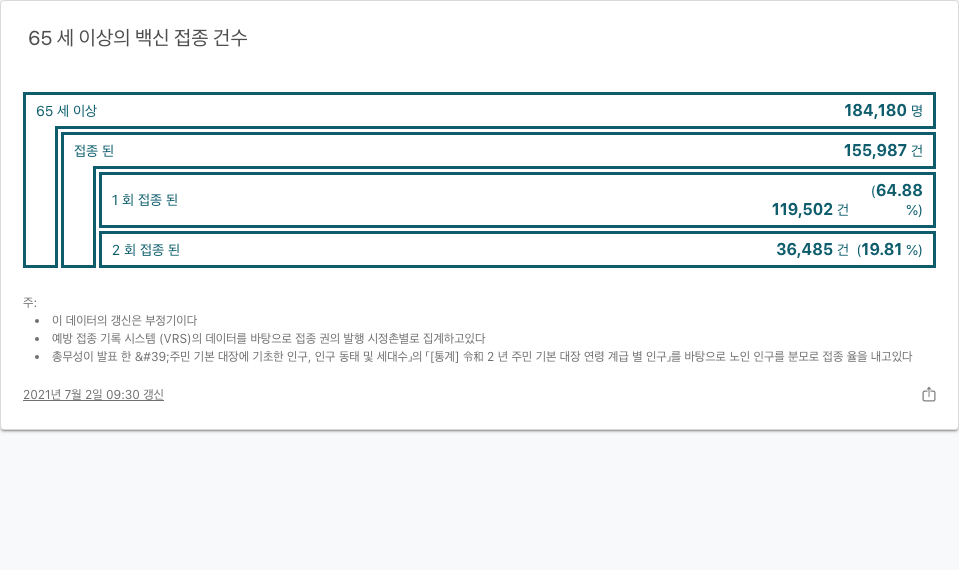 65 세 이상의 백신 접종 건수
65 세 이상 184,180 명
접종 된 155,987 건
1 회 접종 된 119,502 건 (64.88 %)
2 회 접종 된 36,485 건 (19.81 %)
주:
• 이 데이터의 갱신은 부정기이다
• 예방 접종 기록 시스템 (VRS)의 데이터를 바탕으로 접종 권의 발행 시정촌별로 집계하고있다
• 총무성이 발표 한 &#39;주민 기본 대장에 기초한 인구, 인구 동태 및 세대수」의 「[통계] 令和 2 년 주민 기본 대장 연령 계급 별 인구」를 바탕으로 노인 인구를 분모로 접종 율을 내고있다
2021년 7월 2일 09:30 갱신